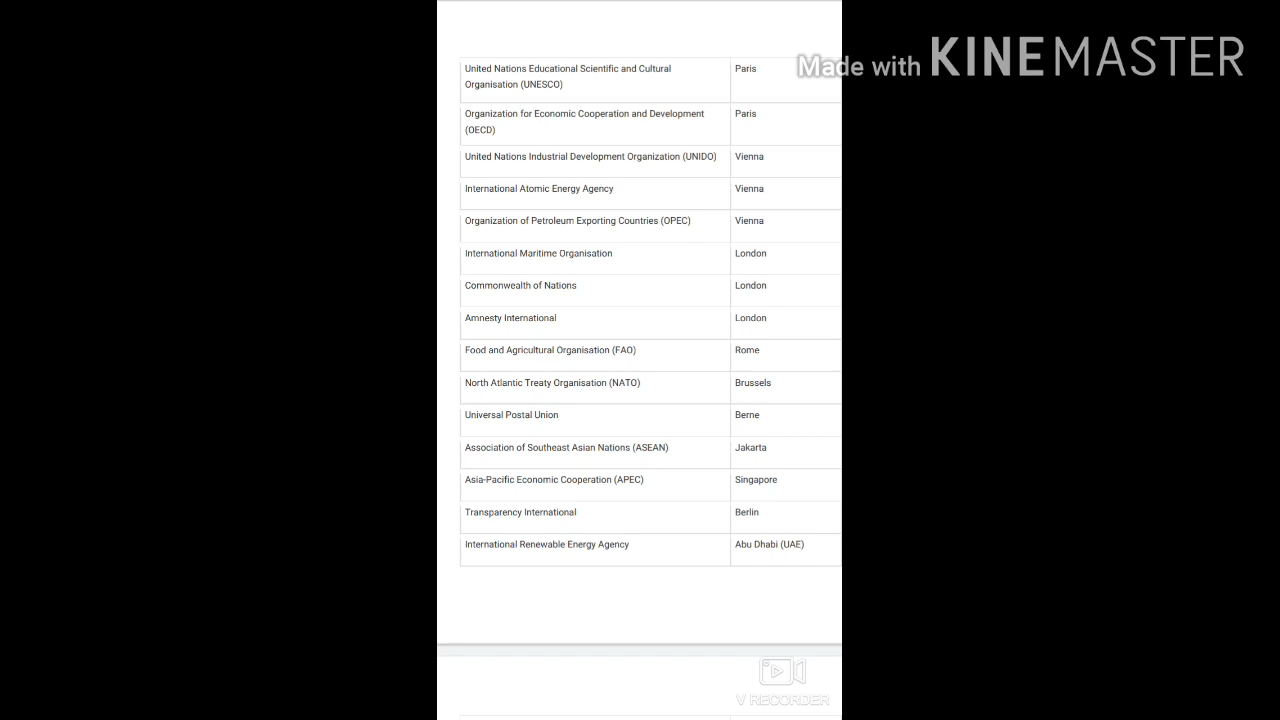 Made with KINEMASTER
United Nations Educational Scientific and Cultural Paris
Organisation (UNESCO)
Organization for Economic Cooperation and Development Paris
(OECD)
United Nations Industrial Development Organization (UNIDO) Vienna
International Atomic Energy Agency Vienna
Organization of Petroleum Exporting Countries (OPEC) Vienna
International Maritime Organisation London
Commonwealth of Nations London
Amnesty International London
Food and Agricultural Organisation (FAO) Rome
North Atlantic Treaty Organisation (NATO) Brussels
Universal Postal Union Berne
Association of Southeast Asian Nations (ASEAN) Jakarta
Asia-Pacific Economic Cooperation (APEC) Singapore
Transparency International Berlin
International Renewable Energy Agency Abu Dhabi (UAE)
V RECORDER